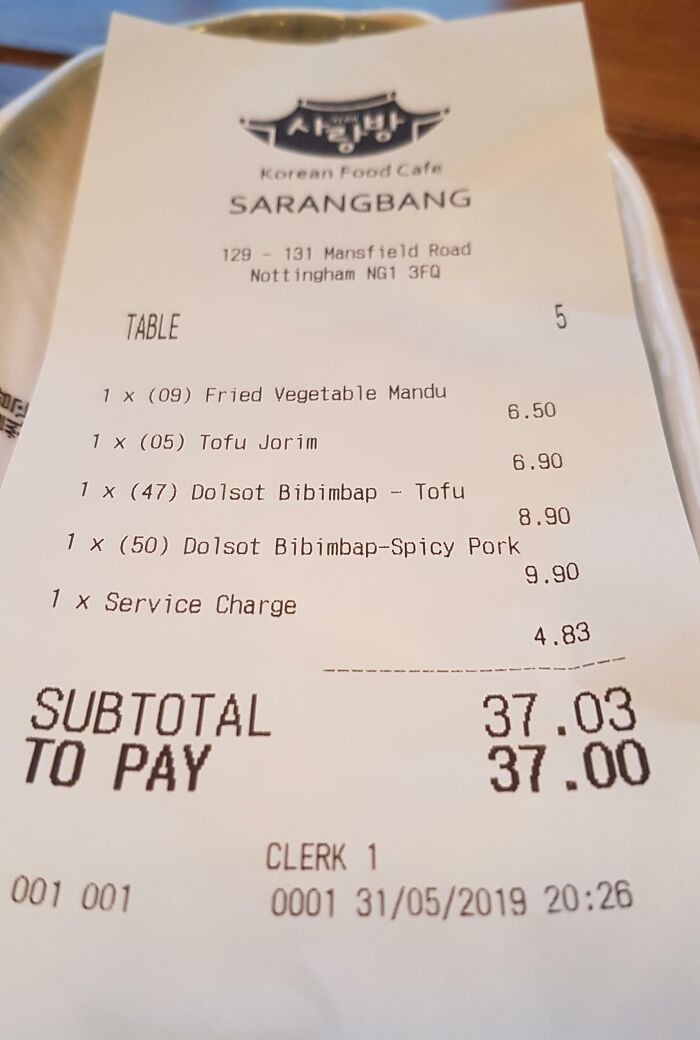 사랑방
Korean Food Cafe
SARANGBANG
129 - 131 Mansfield Road
Nottingham NG1 3FQ
TABLE 5
1 x (09) Fried Vegetable Mandu
6.50
1 x (05) Tofu Jorim
6.90
1 x (47) Dolsot Bibimbap - Tofu
8.90
1 x (50) Dolsot Bibimbap-Spicy Pork
9.90
1 x Service Charge
4.83
SUBTOTAL 37.03
TO PAY 37.00
CLERK 1
001 001 0001 31/05/2019 20:26